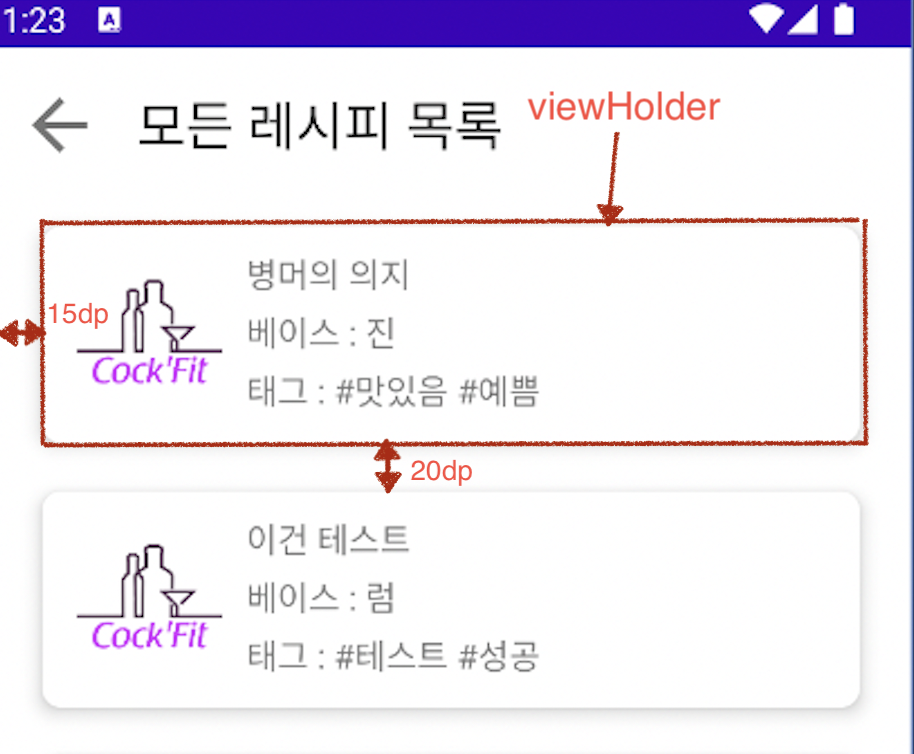 1:23 A
모든 레시피 목록
viewHolder
병머의 의지
15dp
베이스 : 진
Cock'Fit
태그 : #맛있음 #예쁨
20dp
이건 테스트
베이스 : 럼
Cock'Fit
태그 : #테스트 #성공